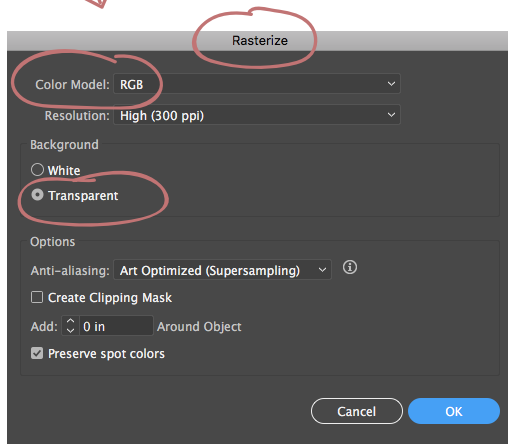 Rasterize
Color Model: RGB
Resolution: High (300 ppi)
Background
White
Transparent
Options
Anti-aliasing: Art Optimized (Supersampling)
Create Clipping Mask
Add: 0 in Around Object
Preserve spot colors
Cancel OK